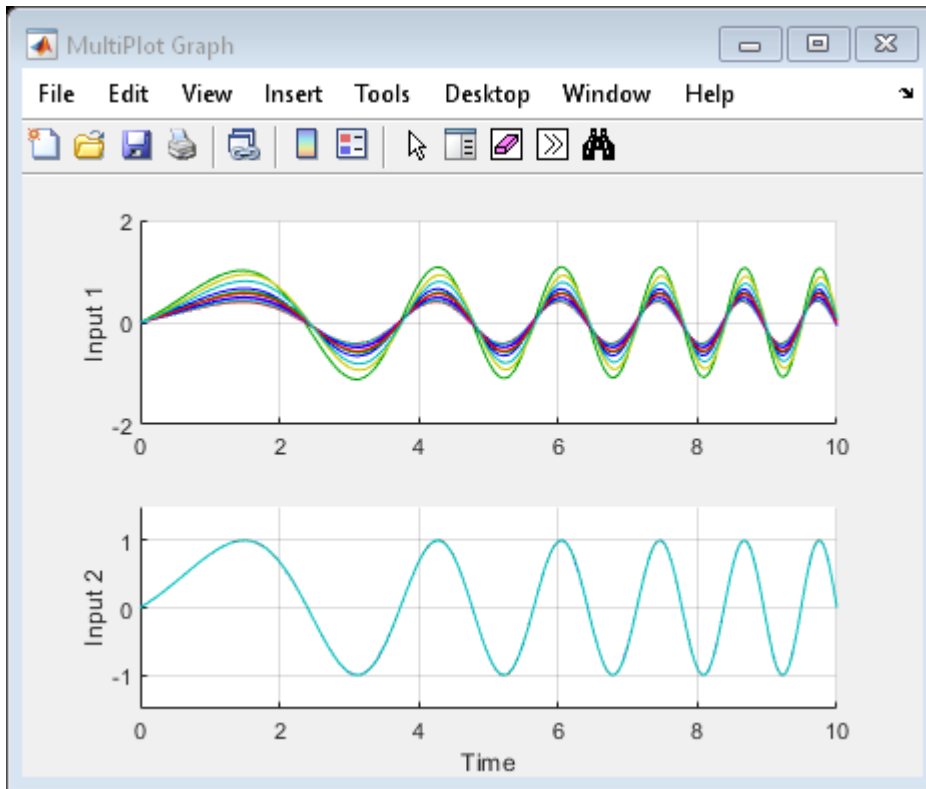 MultiPlot Graph
File Edit View Insert Tools Desktop Window Help
2
0
-2
Input 1
0 2 4 6 8 10
1
0
-1
Input 2
0 2 4 6 8 10
Time